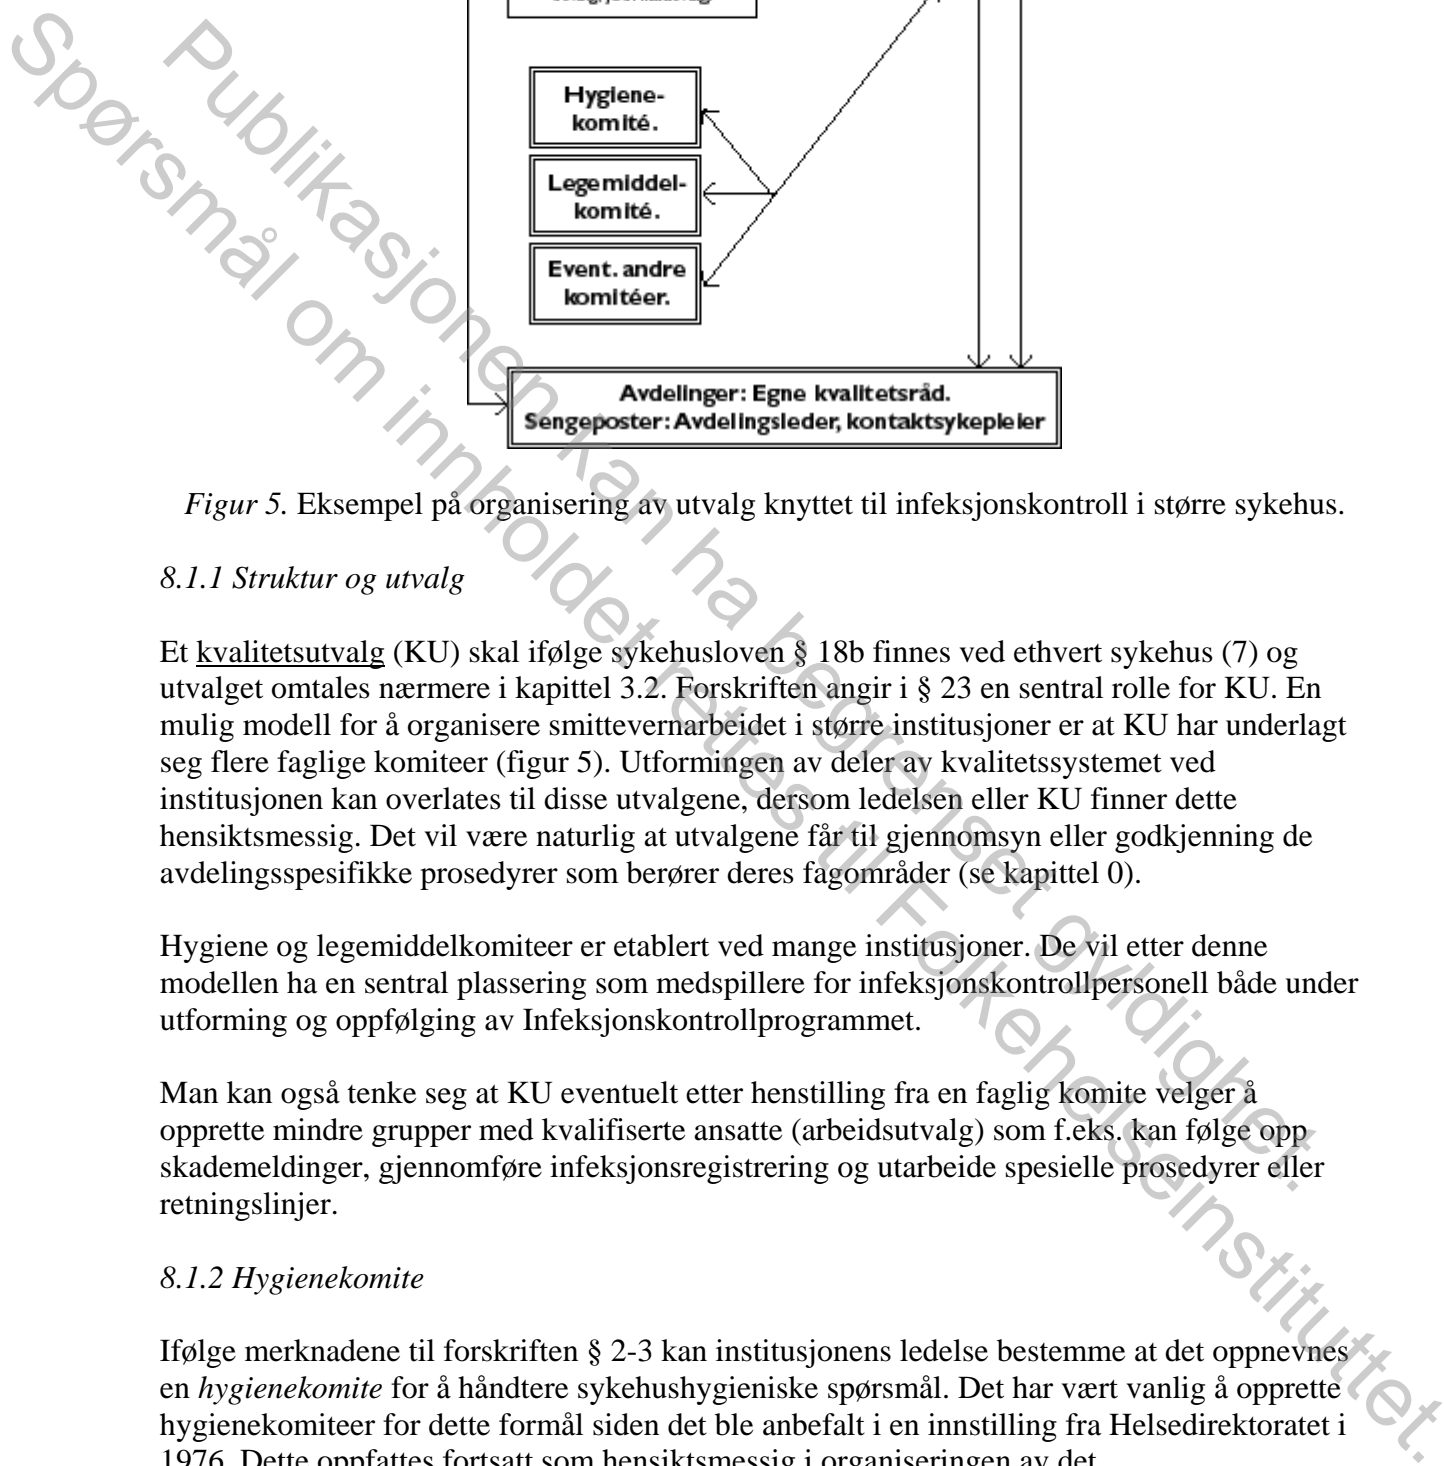 Hygiene-
komité.
Legemiddel-
komité.
Event. andre
komitéer.
Avdelinger: Egne kvalitetsråd.
Sengeposter: Avdelingsleder, kontaktsykepleier
Figur 5. Eksempel på organisering av utvalg knyttet til infeksjonskontroll i større sykehus.
8.1.1 Struktur og utvalg
Et kvalitetsutvalg (KU) skal ifølge sykehusloven § 18b finnes ved ethvert sykehus (7) og
utvalget omtales nærmere i kapittel 3.2. Forskriften angir i § 23 en sentral rolle for KU. En
mulig modell for å organisere smittevernarbeidet i større institusjoner er at KU har underlagt
seg flere faglige komiteer (figur 5). Utformingen av deler av kvalitetssystemet ved
institusjonen kan overlates til disse utvalgene, dersom ledelsen eller KU finner dette
hensiktsmessig. Det vil være naturlig at utvalgene får til gjennomsyn eller godkjenning de
avdelingsspesifikke prosedyrer som berører deres fagområder (se kapittel 0).
Hygiene og legemiddelkomiteer er etablert ved mange institusjoner. De vil etter denne
modellen ha en sentral plassering som medspillere for infeksjonskontrollpersonell både under
utforming og oppfølging av Infeksjonskontrollprogrammet.
Man kan også tenke seg at KU eventuelt etter henstilling fra en faglig komite velger å
opprette mindre grupper med kvalifiserte ansatte (arbeidsutvalg) som f.eks. kan følge opp
skademeldinger, gjennomføre infeksjonsregistrering og utarbeide spesielle prosedyrer eller
retningslinjer.
8.1.2 Hygienekomite
Ifølge merknadene til forskriften § 2-3 kan institusjonens ledelse bestemme at det oppnevnes
en hygienekomite for å håndtere sykehushygieniske spørsmål. Det har vært vanlig å opprette
hygienekomiteer for dette formål siden det ble anbefalt i en innstilling fra Helsedirektoratet i
1976. Dette oppfattes fortsatt som hensiktsmessig i organiseringen av det
Publikasjonen kan ha begrenset gyldighet.
Spørsmål om innholdet rettes til Folkehelseinstituttet.